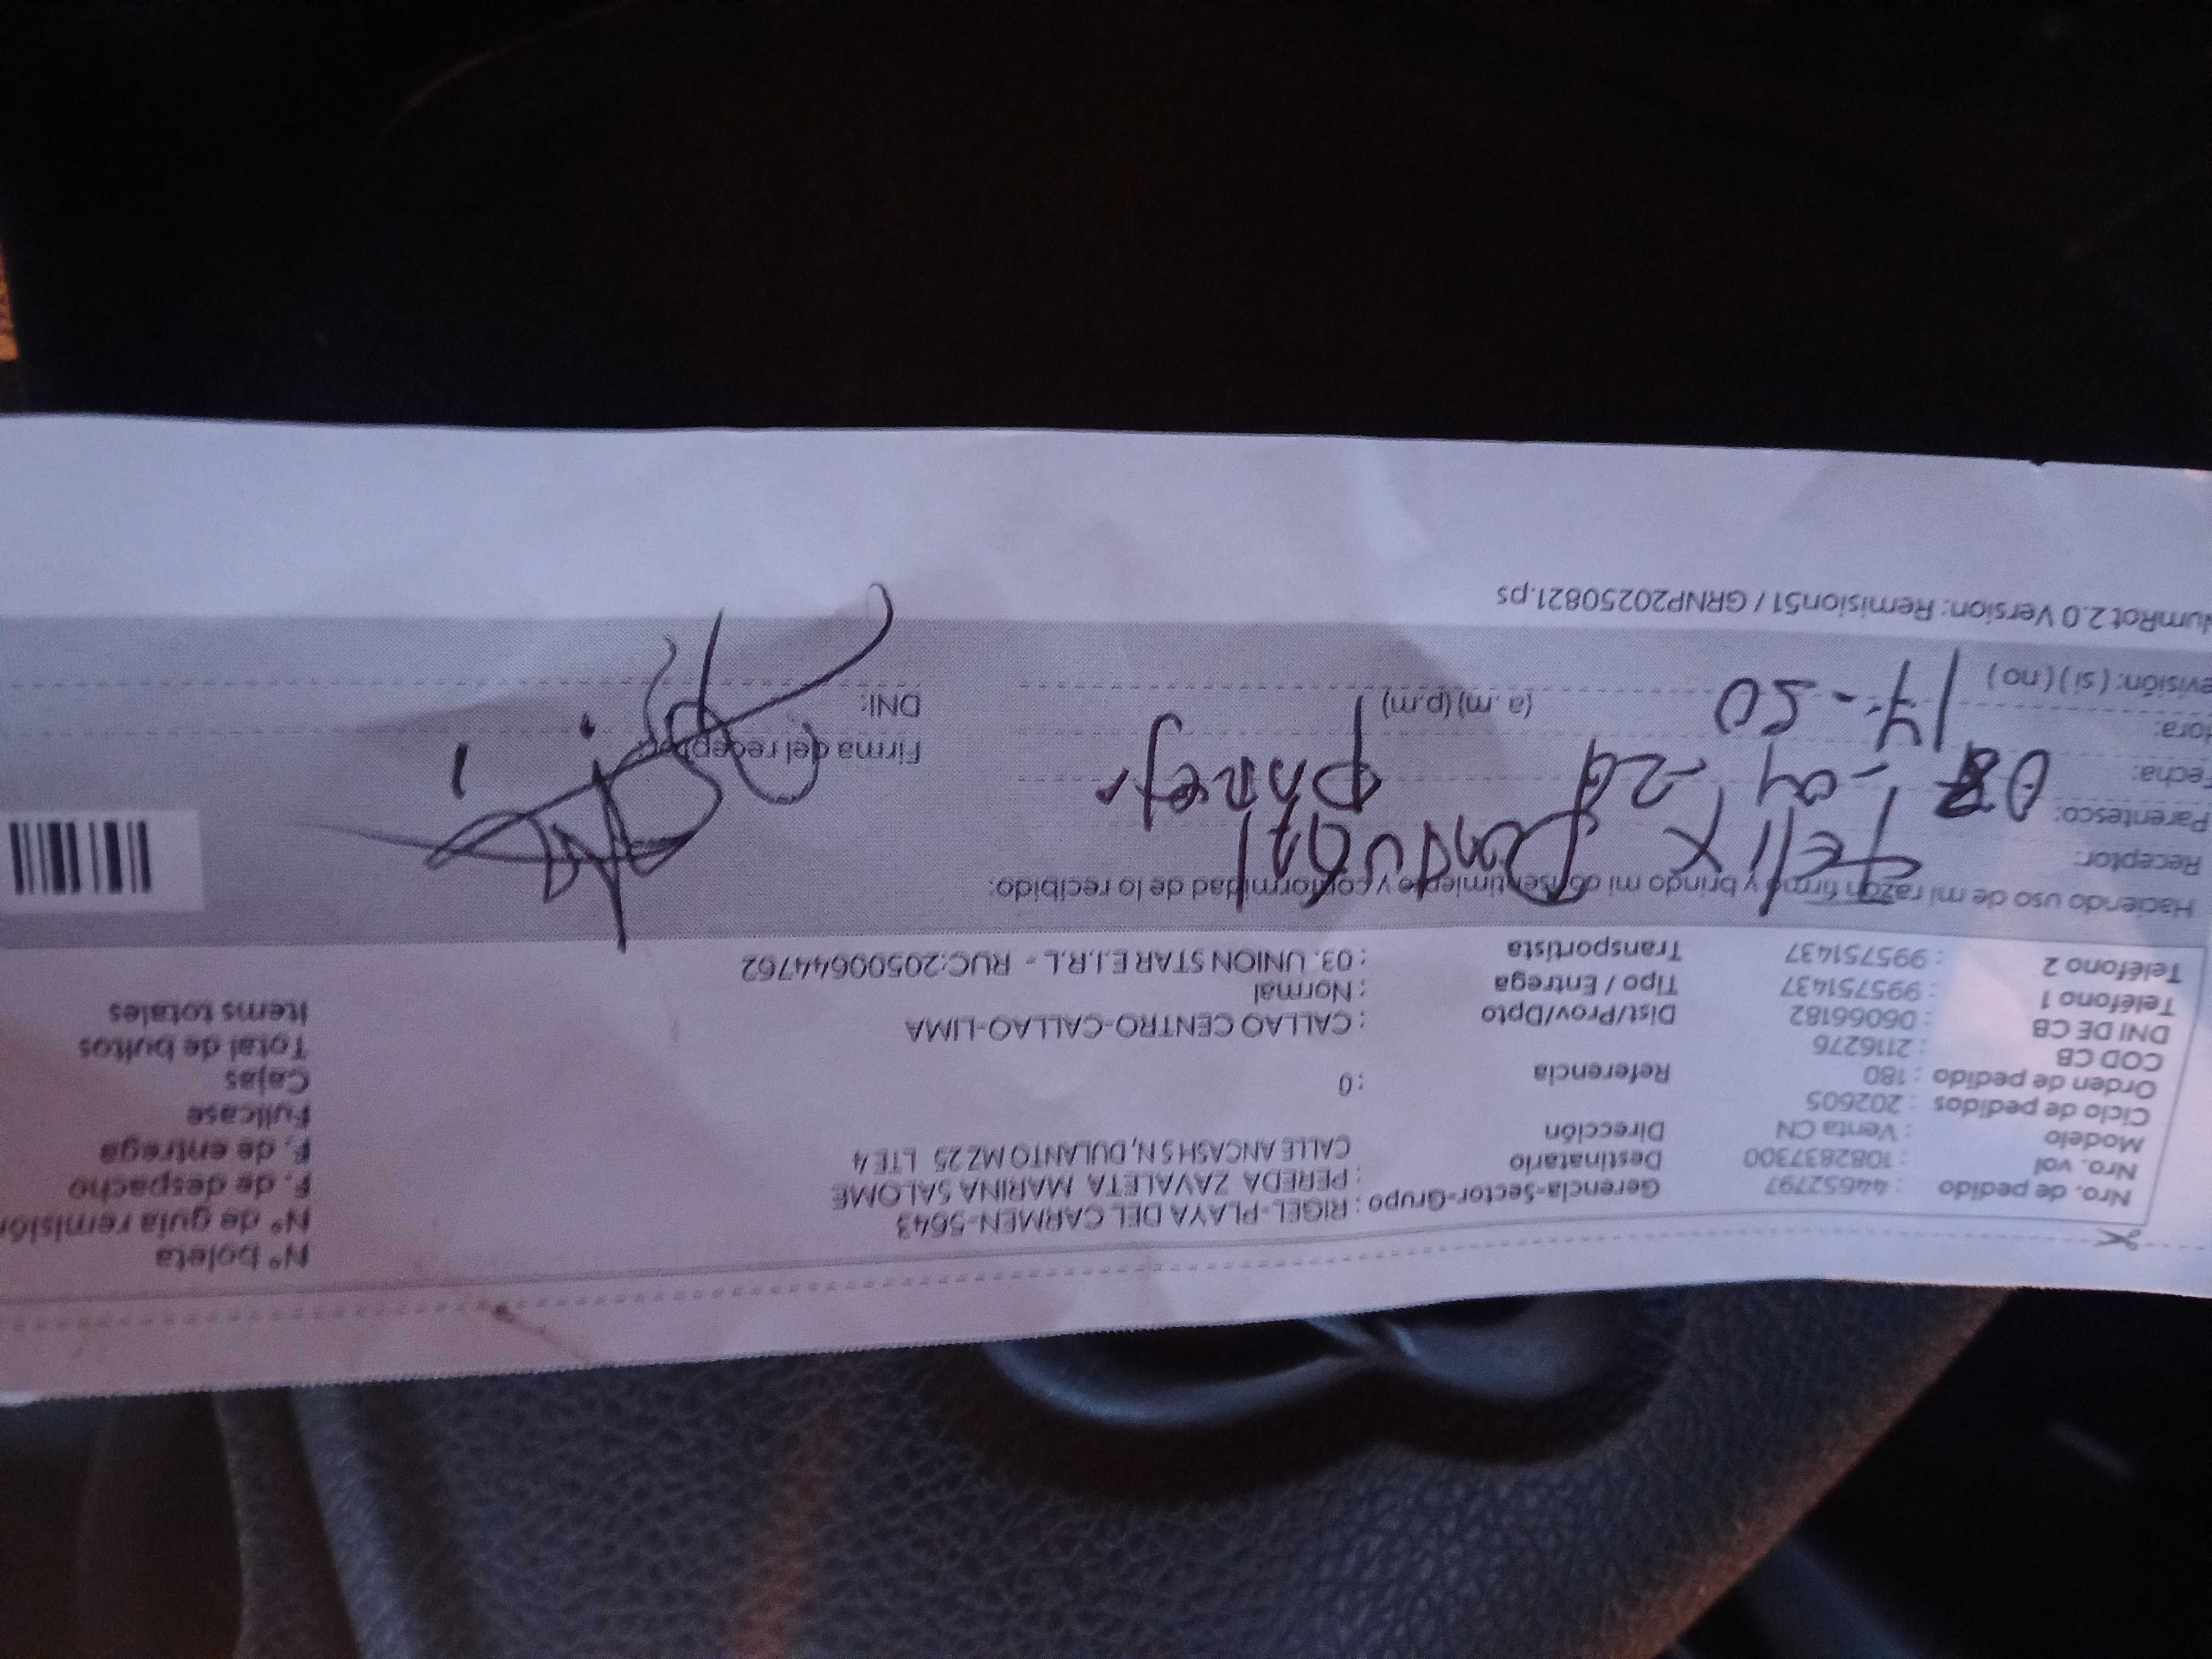 Nº boleta
Nro. de pedido : 44652797 Gerencia-Sector-Grupo : RIGEL-PLAYA DEL CARMEN-5643 Nº de guía remisión
Nro. vol : 1082837300 Destinatario : PEREDA ZAVALETA MARINA SALOME F. de despacho
Modelo : Venta CN Dirección CALLE ANCASH S N, DULANTO MZ 25 LTE 4 F. de entrega
Ciclo de pedidos : 202605 Fullcase
Orden de pedido : 180 Referencia : 0 Cajas
COD CB : 2116276 Total de bultos
DNI DE CB : 06066182 Dist/Prov/Dpto : CALLAO CENTRO-CALLAO-LIMA Items totales
Teléfono 1 : 995751437 Tipo / Entrega : Normal
Teléfono 2 : 995751437 Transportista : 03. UNION STAR E.I.R.L - RUC:20500644762
Haciendo uso de mi razón firmo y brindo mi consentimiento y conformidad de lo recibido:
Receptor: Felix
Parentesco:
Fecha: -04-26 Firma del receptor
Hora: 14-50 (a.m) (p.m) DNI:
evisión: ( si ) ( no )
NumRot 2.0 Version: Remision51 / GRNP20250821.ps